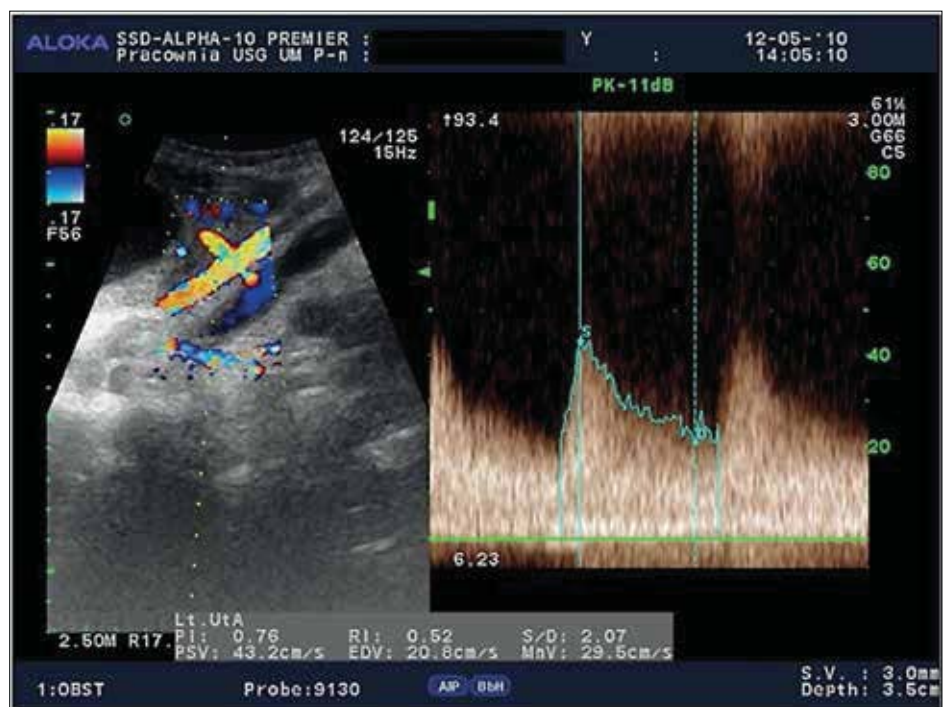 ALOKA SSD-ALPHA-10 PREMIER : Y 12-05-'10
Pracownia USG UM P-n : : 14:05:10
PK-11dB
61%
3.00M
G66
C5
.17
.17
F56
124/125
15Hz
↑93.4
80
60
40
20
S
D
6.23
2.50M R17.
Lt.UtA
PI: 0.76 RI: 0.52 S/D: 2.07
PSV: 43.2cm/s EDV: 20.8cm/s MnV: 29.5cm/s
1:OBST Probe:9130 AIP BbH
S.V. : 3.0mm
Depth: 3.5cm